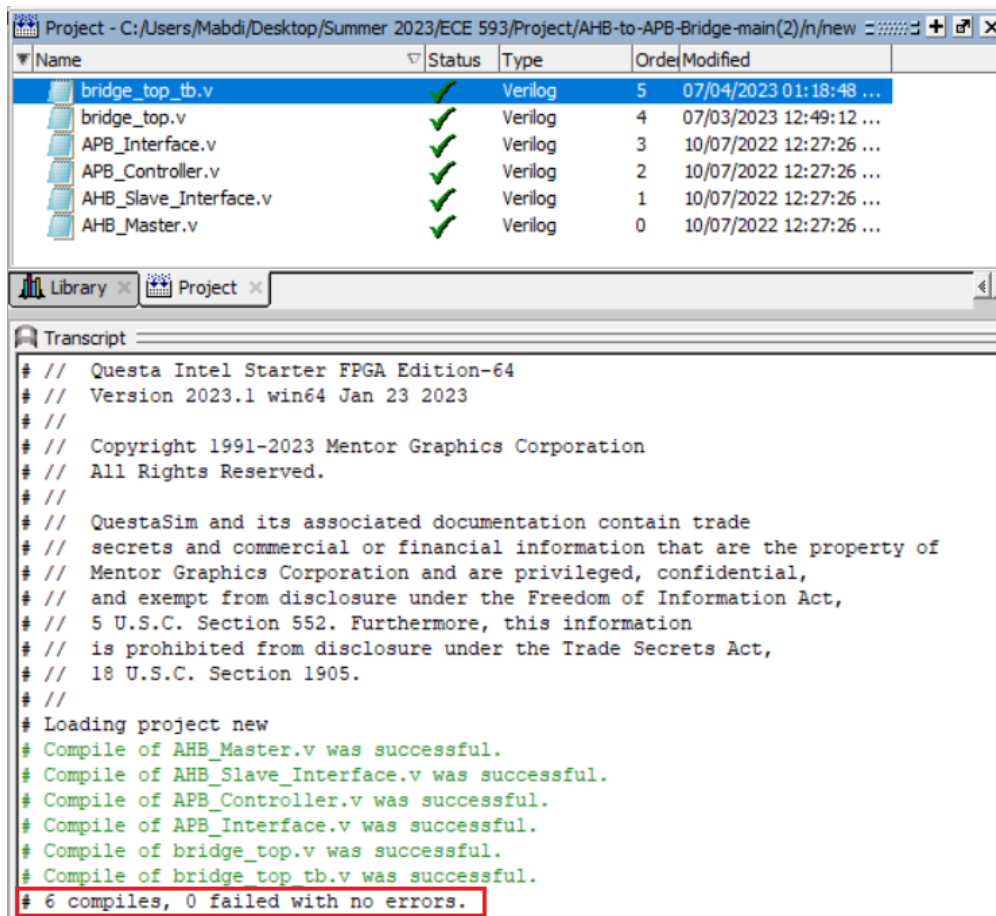 Project - C:/Users/Mabdi/Desktop/Summer 2023/ECE 593/Project/AHB-to-APB-Bridge-main(2)/n/new
Name Status Type Order Modified
bridge_top_tb.v Verilog 5 07/04/2023 01:18:48 ...
bridge_top.v Verilog 4 07/03/2023 12:49:12 ...
APB_Interface.v Verilog 3 10/07/2022 12:27:26 ...
APB_Controller.v Verilog 2 10/07/2022 12:27:26 ...
AHB_Slave_Interface.v Verilog 1 10/07/2022 12:27:26 ...
AHB_Master.v Verilog 0 10/07/2022 12:27:26 ...
Library Project
Transcript
# // Questa Intel Starter FPGA Edition-64
# // Version 2023.1 win64 Jan 23 2023
# //
# // Copyright 1991-2023 Mentor Graphics Corporation
# // All Rights Reserved.
# //
# // QuestaSim and its associated documentation contain trade
# // secrets and commercial or financial information that are the property of
# // Mentor Graphics Corporation and are privileged, confidential,
# // and exempt from disclosure under the Freedom of Information Act,
# // 5 U.S.C. Section 552. Furthermore, this information
# // is prohibited from disclosure under the Trade Secrets Act,
# // 18 U.S.C. Section 1905.
# //
# Loading project new
# Compile of AHB_Master.v was successful.
# Compile of AHB_Slave_Interface.v was successful.
# Compile of APB_Controller.v was successful.
# Compile of APB_Interface.v was successful.
# Compile of bridge_top.v was successful.
# Compile of bridge_top_tb.v was successful.
# 6 compiles, 0 failed with no errors.